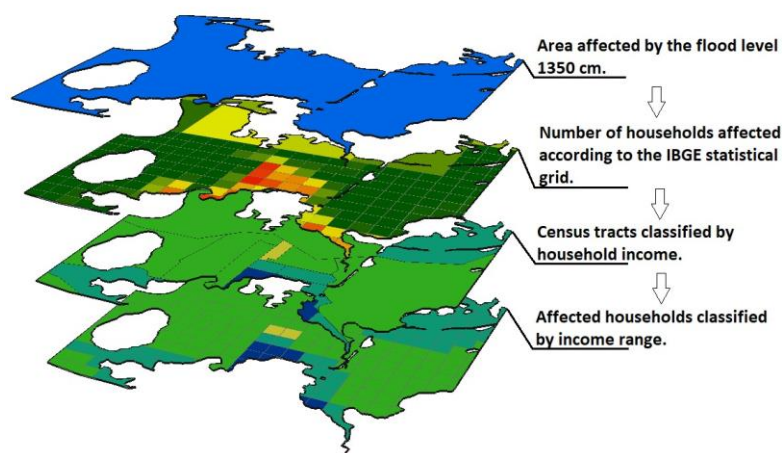 Area affected by the flood level
1350 cm.
Number of households affected
according to the IBGE statistical
grid.
Census tracts classified by
household income.
Affected households classified
by income range.